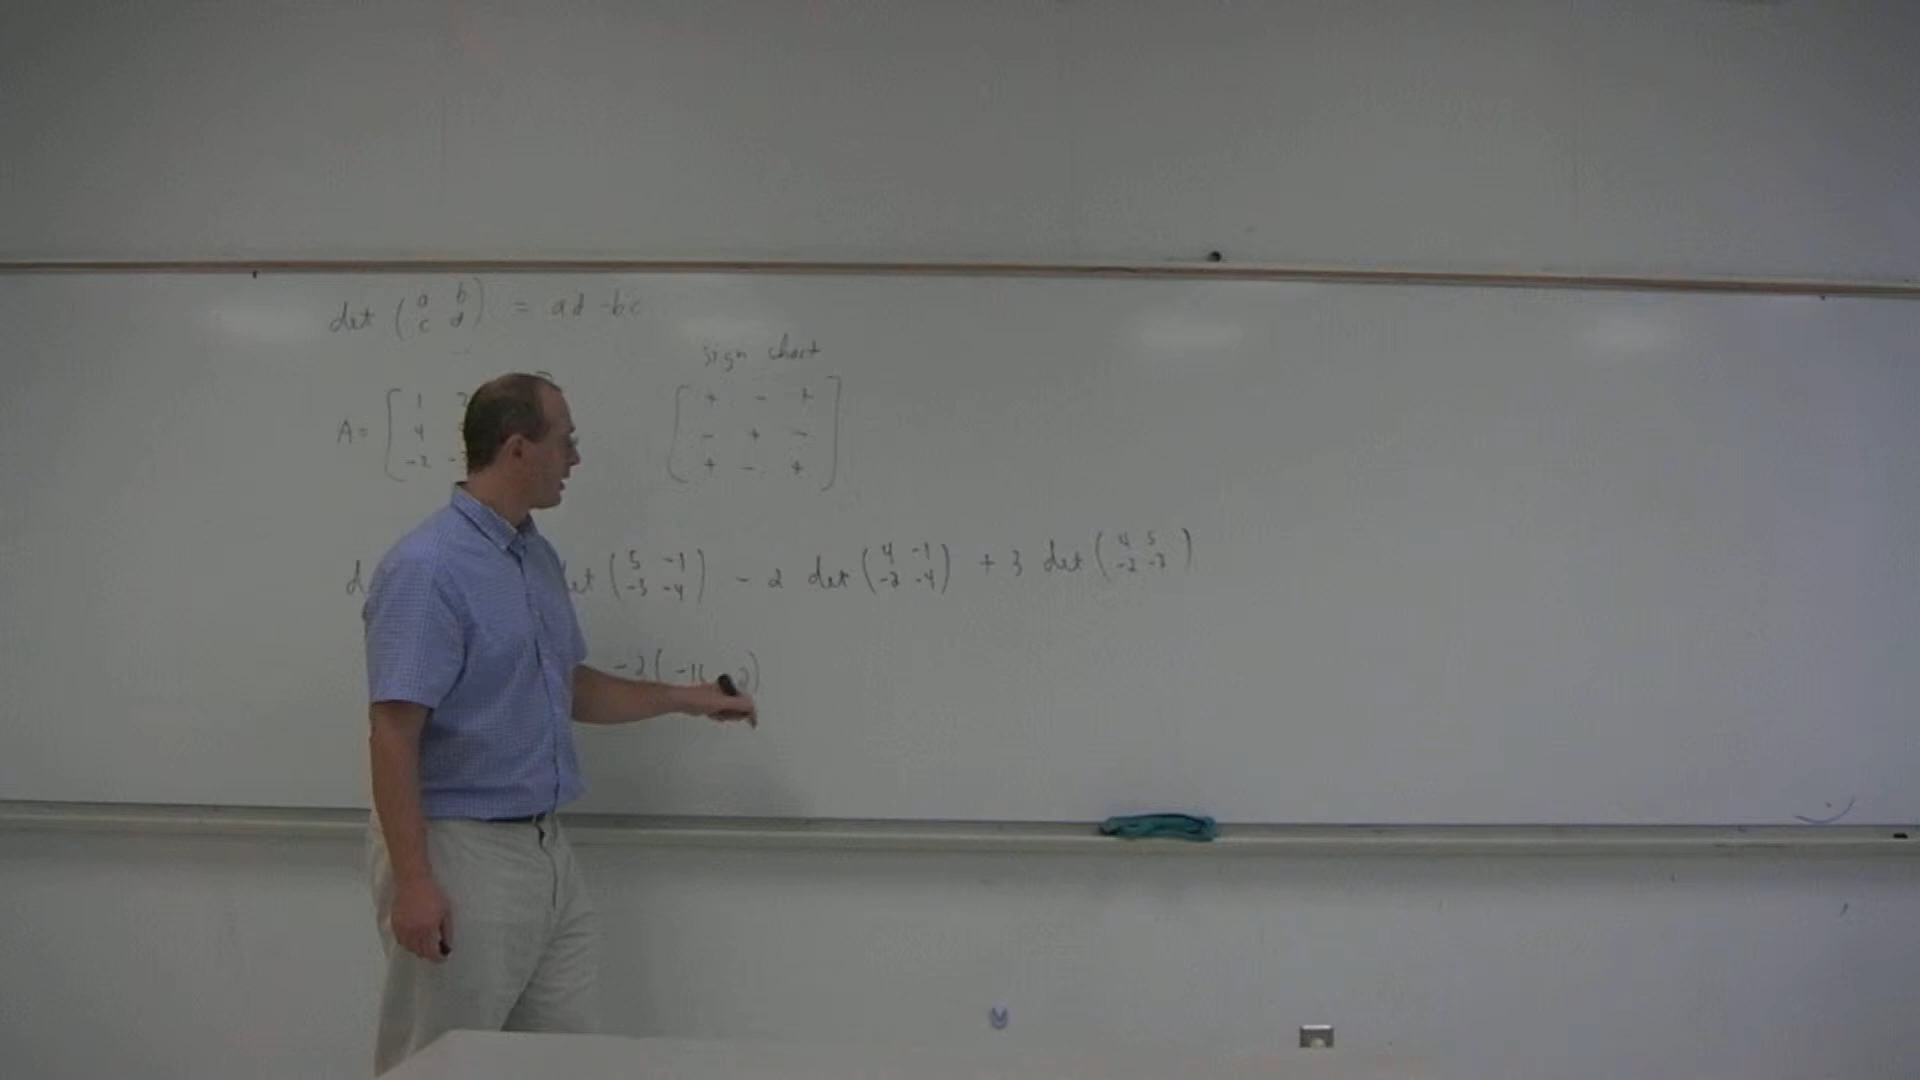 det ( a b ) = ad - bc
( c d )
sign chart
A = [ 1 2
4
-2 -
[ + - + ]
[ - + - ]
[ + - + ]
det ( 5 -1 ) - 2 det ( 4 -1 ) + 3 det ( 4 5 )
( -3 -4 ) ( -2 -4 ) ( -2 -3 )
-2 ( -16 - 2 )